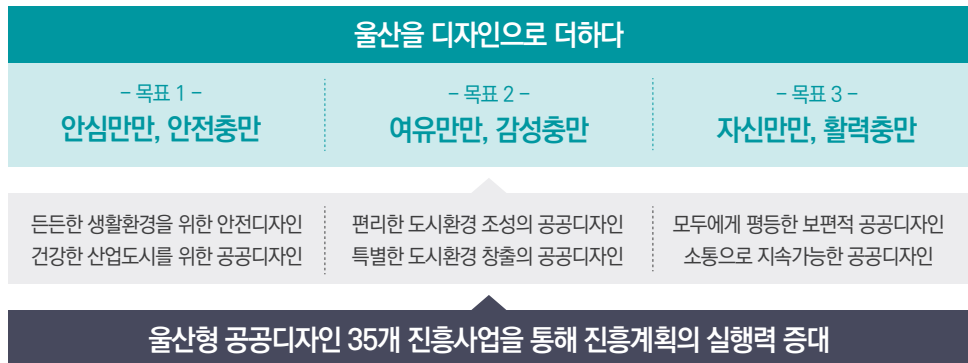 울산을 디자인으로 더하다
– 목표 1 –
안심만만, 안전충만
– 목표 2 –
여유만만, 감성충만
– 목표 3 –
자신만만, 활력충만
든든한 생활환경을 위한 안전디자인
건강한 산업도시를 위한 공공디자인
편리한 도시환경 조성의 공공디자인
특별한 도시환경 창출의 공공디자인
모두에게 평등한 보편적 공공디자인
소통으로 지속가능한 공공디자인
울산형 공공디자인 35개 진흥사업을 통해 진흥계획의 실행력 증대